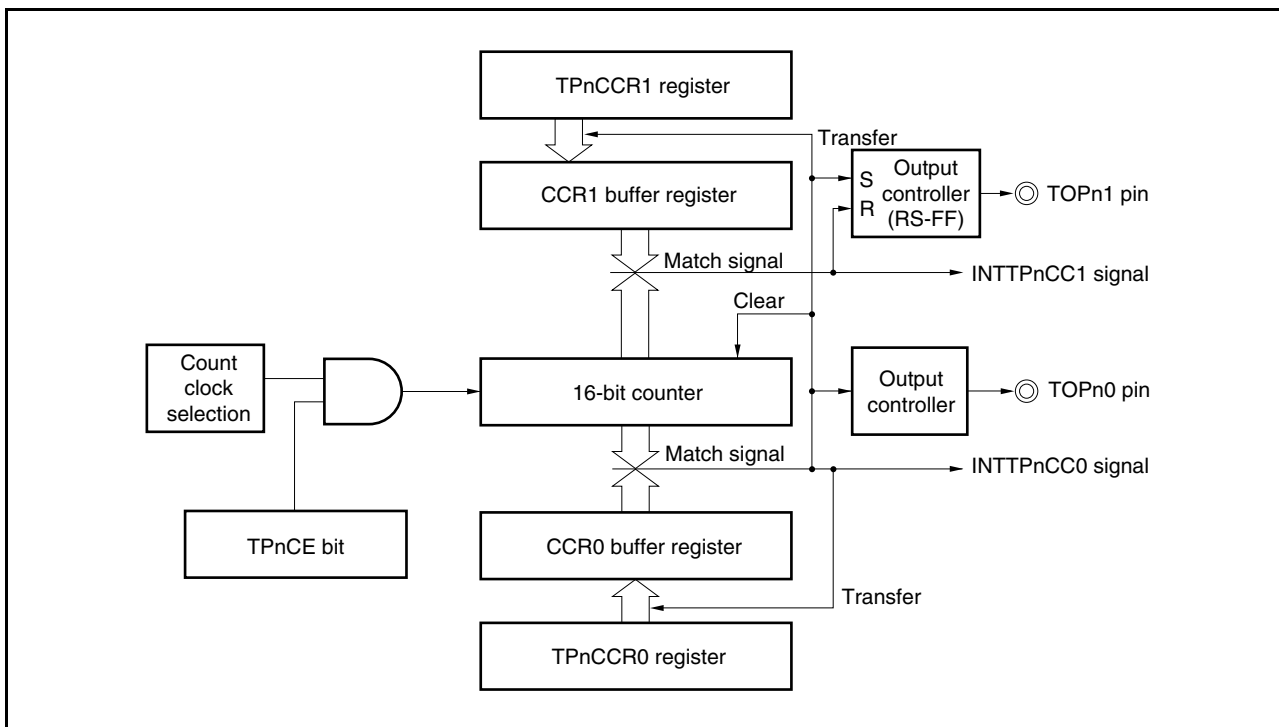 TPnCCR1 register
Transfer
CCR1 buffer register
S
R
Output
controller
(RS-FF)
TOPn1 pin
Match signal
INTTPnCC1 signal
Clear
Count
clock
selection
16-bit counter
Output
controller
TOPn0 pin
Match signal
INTTPnCC0 signal
TPnCE bit
CCR0 buffer register
Transfer
TPnCCR0 register